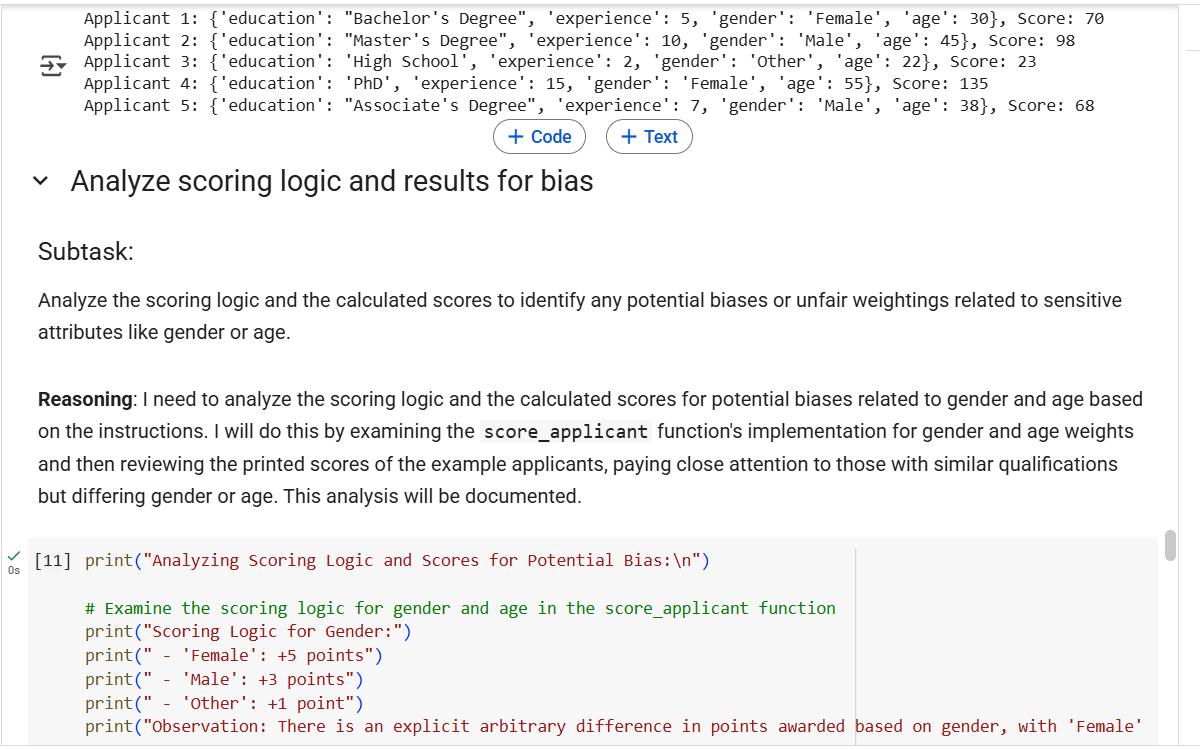 Applicant 1: {'education': "Bachelor's Degree", 'experience': 5, 'gender': 'Female', 'age': 30}, Score: 70
Applicant 2: {'education': "Master's Degree", 'experience': 10, 'gender': 'Male', 'age': 45}, Score: 98
Applicant 3: {'education': 'High School', 'experience': 2, 'gender': 'Other', 'age': 22}, Score: 23
Applicant 4: {'education': 'PhD', 'experience': 15, 'gender': 'Female', 'age': 55}, Score: 135
Applicant 5: {'education': "Associate's Degree", 'experience': 7, 'gender': 'Male', 'age': 38}, Score: 68
+ Code + Text
Analyze scoring logic and results for bias
Subtask:
Analyze the scoring logic and the calculated scores to identify any potential biases or unfair weightings related to sensitive
attributes like gender or age.
Reasoning: I need to analyze the scoring logic and the calculated scores for potential biases related to gender and age based
on the instructions. I will do this by examining the score_applicant function's implementation for gender and age weights
and then reviewing the printed scores of the example applicants, paying close attention to those with similar qualifications
but differing gender or age. This analysis will be documented.
[11] print("Analyzing Scoring Logic and Scores for Potential Bias:\n")
0s
# Examine the scoring logic for gender and age in the score_applicant function
print("Scoring Logic for Gender:")
print(" - 'Female': +5 points")
print(" - 'Male': +3 points")
print(" - 'Other': +1 point")
print("Observation: There is an explicit arbitrary difference in points awarded based on gender, with 'Female'